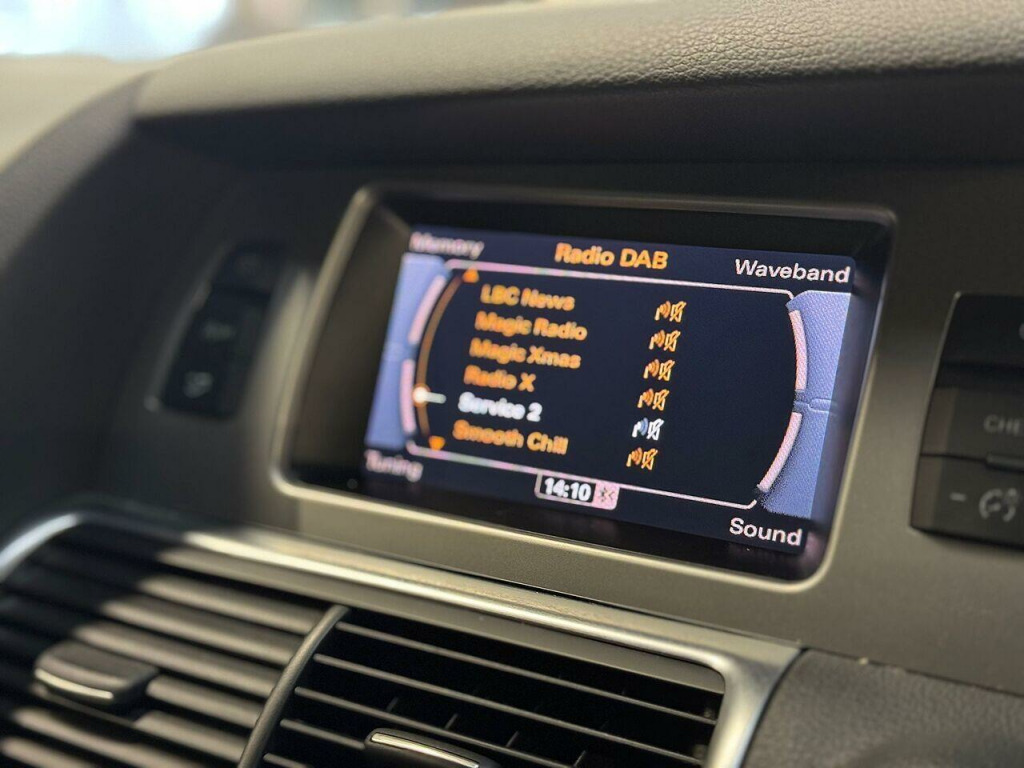 Memory
Radio DAB
Waveband
LBC News
Magic Radio
Magic Xmas
Radio X
Service 2
Smooth Chill
Tuning
14:10
Sound